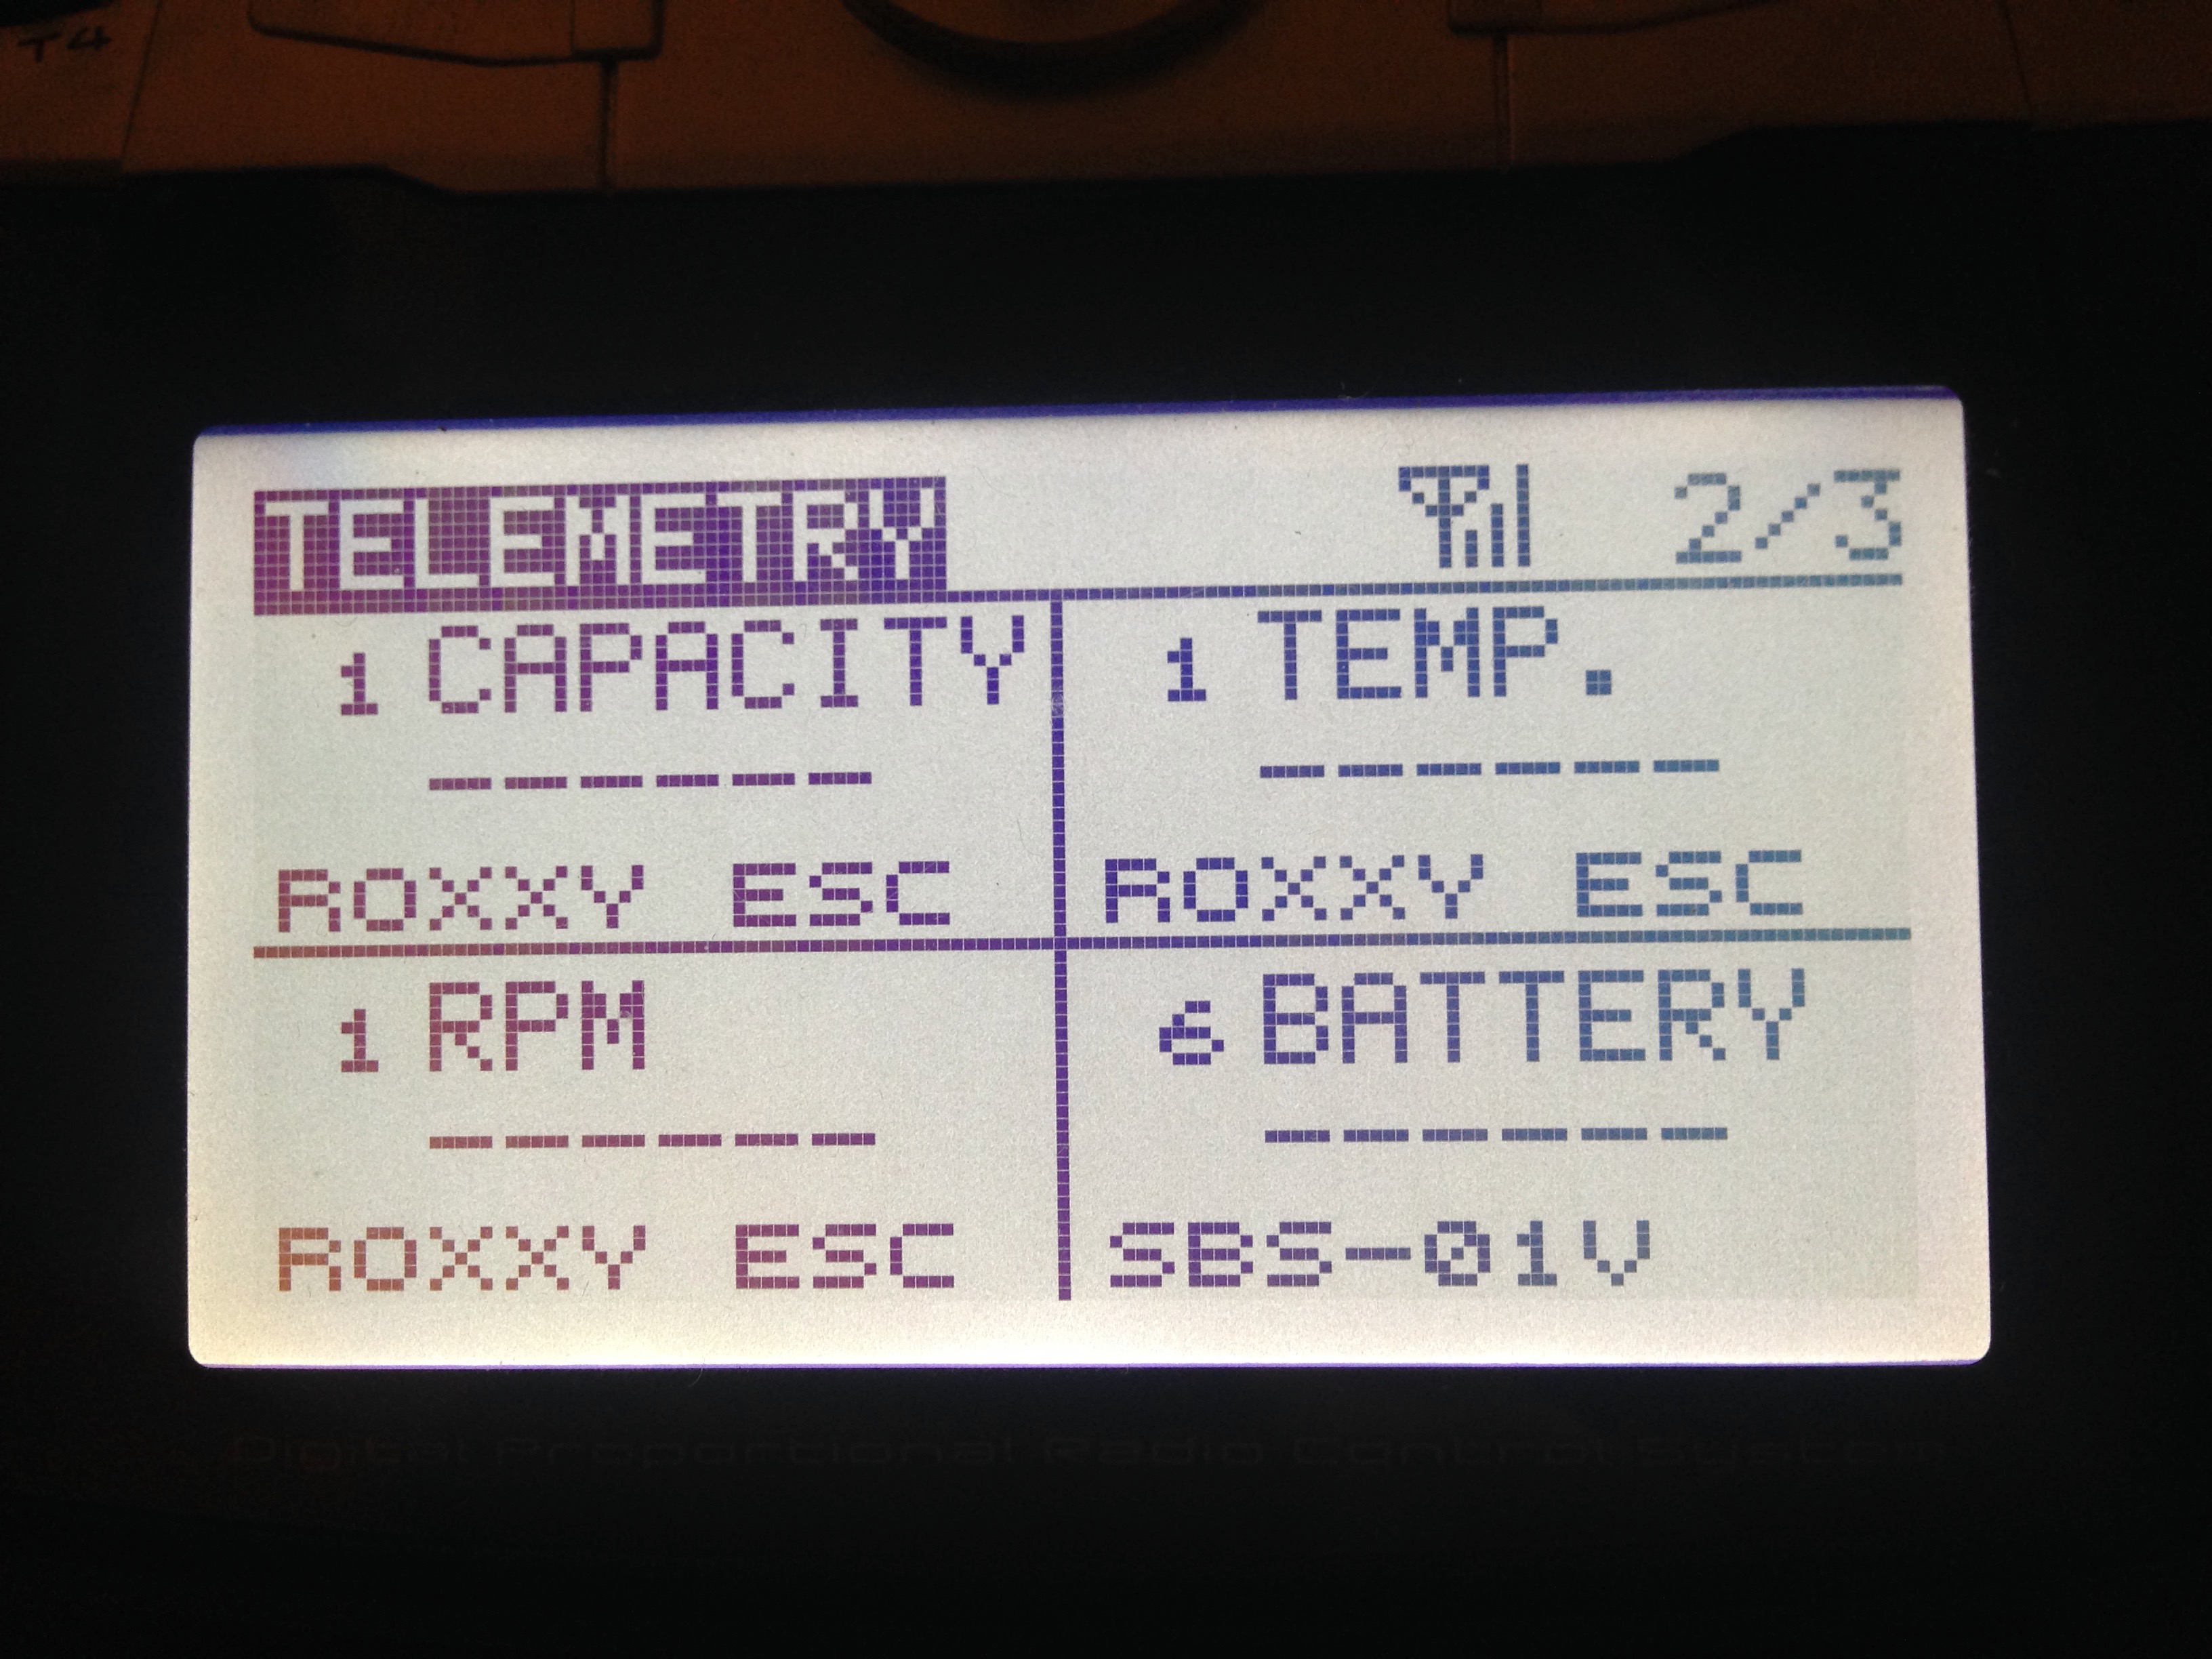 T4
TELEMETRY 2/3
1 CAPACITY
------
ROXXY ESC
1 TEMP.
------
ROXXY ESC
1 RPM
------
ROXXY ESC
6 BATTERY
------
SBS-01V
Digital Proportional Radio Control System